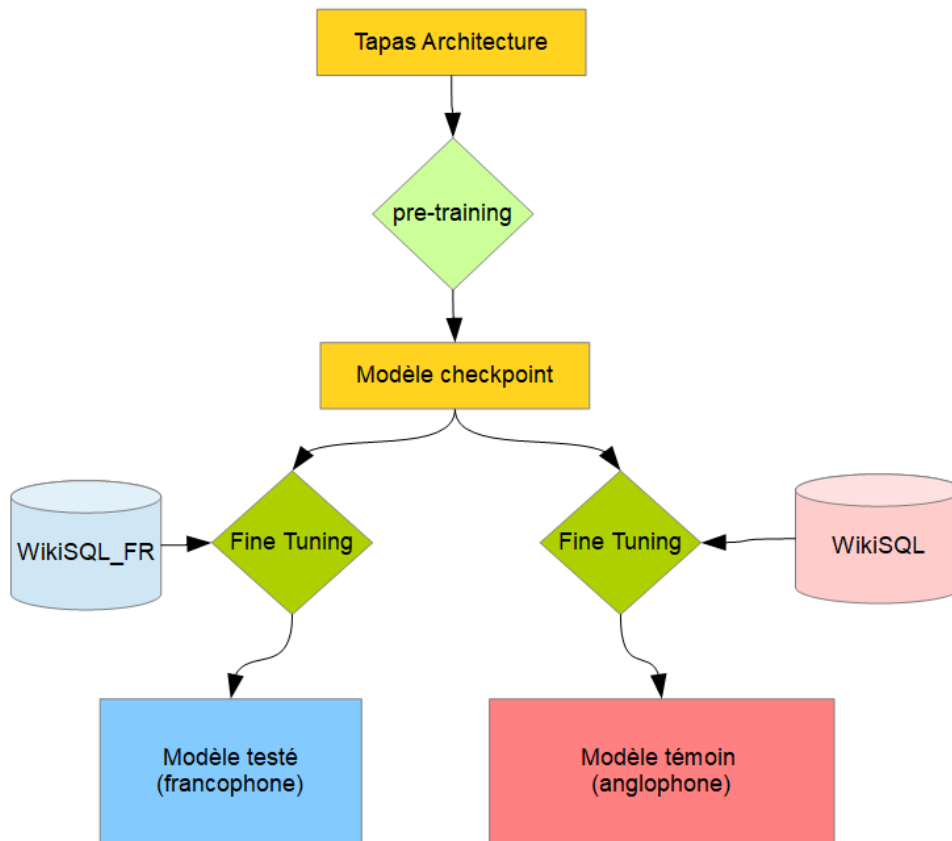 Tapas Architecture
pre-training
Modèle checkpoint
WikiSQL_FR
Fine Tuning
Fine Tuning
WikiSQL
Modèle testé
(francophone)
Modèle témoin
(anglophone)